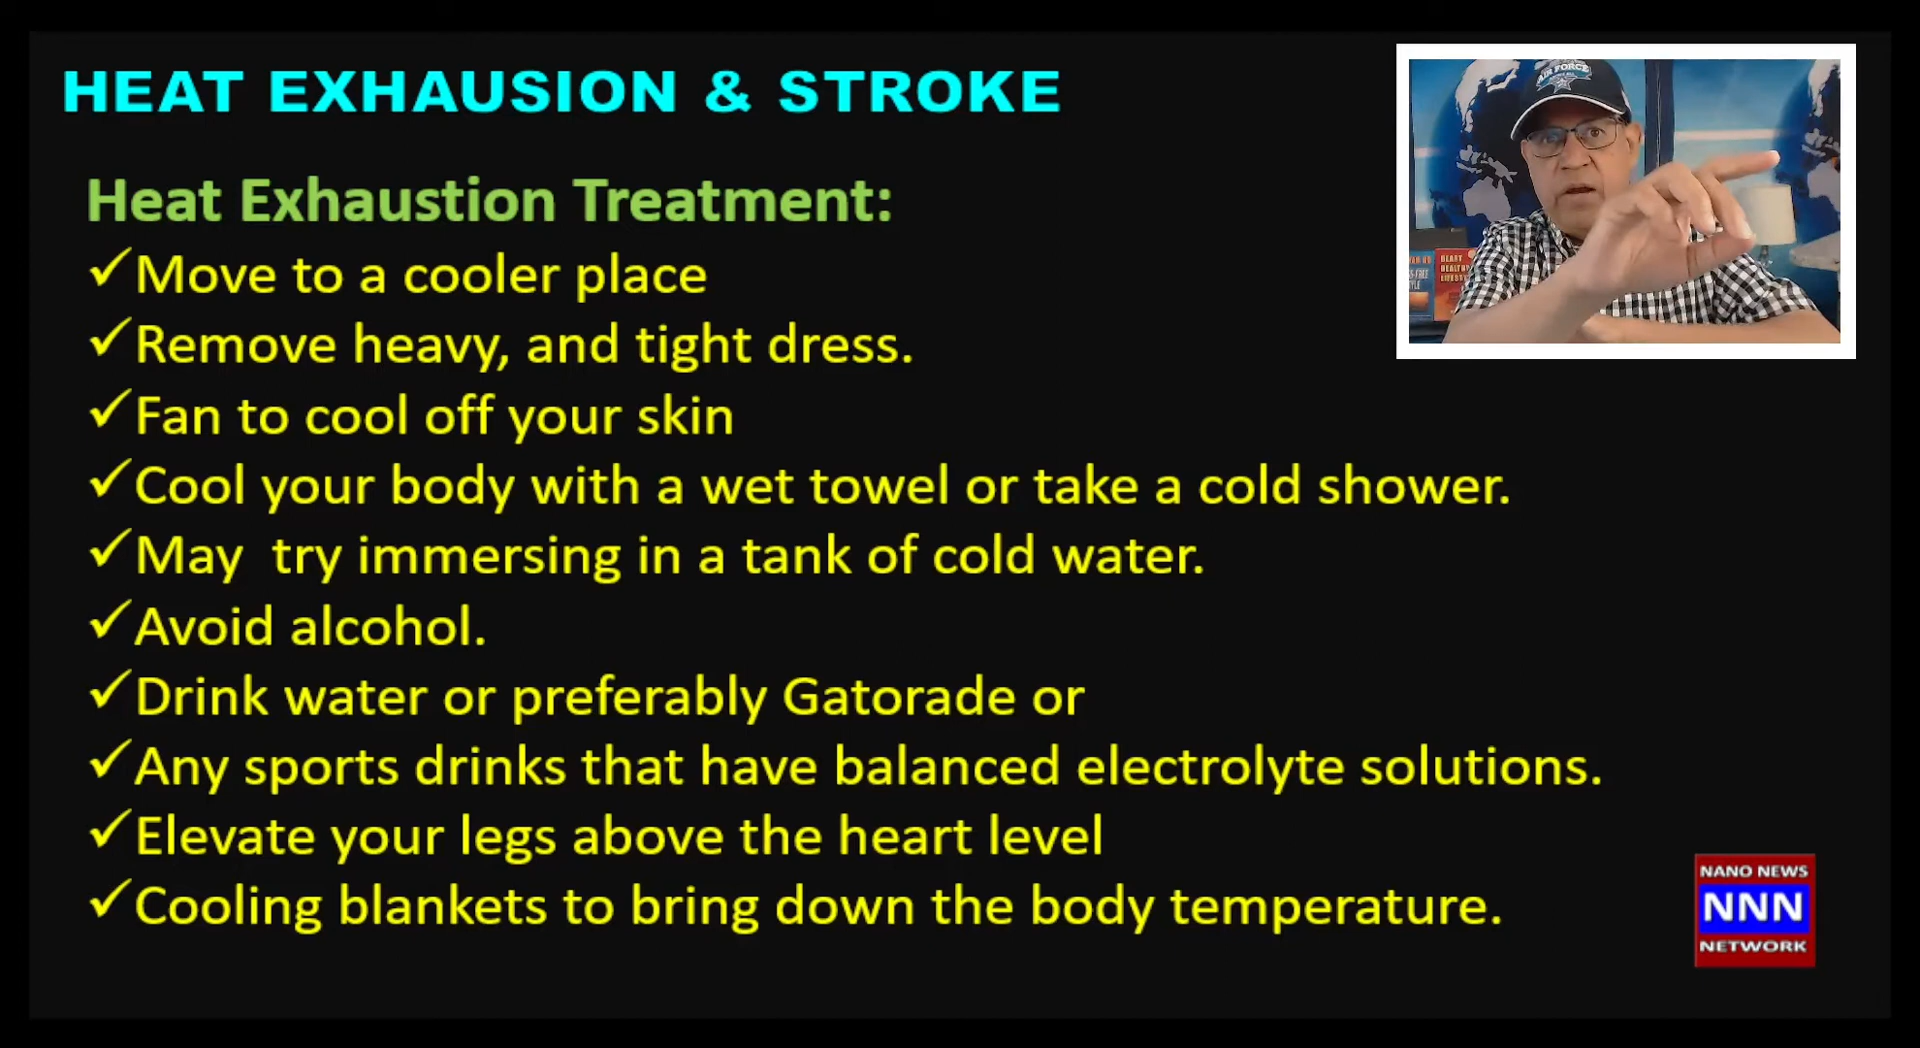 HEAT EXHAUSION & STROKE
Heat Exhaustion Treatment:
✓Move to a cooler place
✓Remove heavy, and tight dress.
✓Fan to cool off your skin
✓Cool your body with a wet towel or take a cold shower.
✓May  try immersing in a tank of cold water.
✓Avoid alcohol.
✓Drink water or preferably Gatorade or
✓Any sports drinks that have balanced electrolyte solutions.
✓Elevate your legs above the heart level
✓Cooling blankets to bring down the body temperature.
AIR FORCE
HEART
HEALTHY
LIFESTYLE
NANO NEWS
NNN
NETWORK